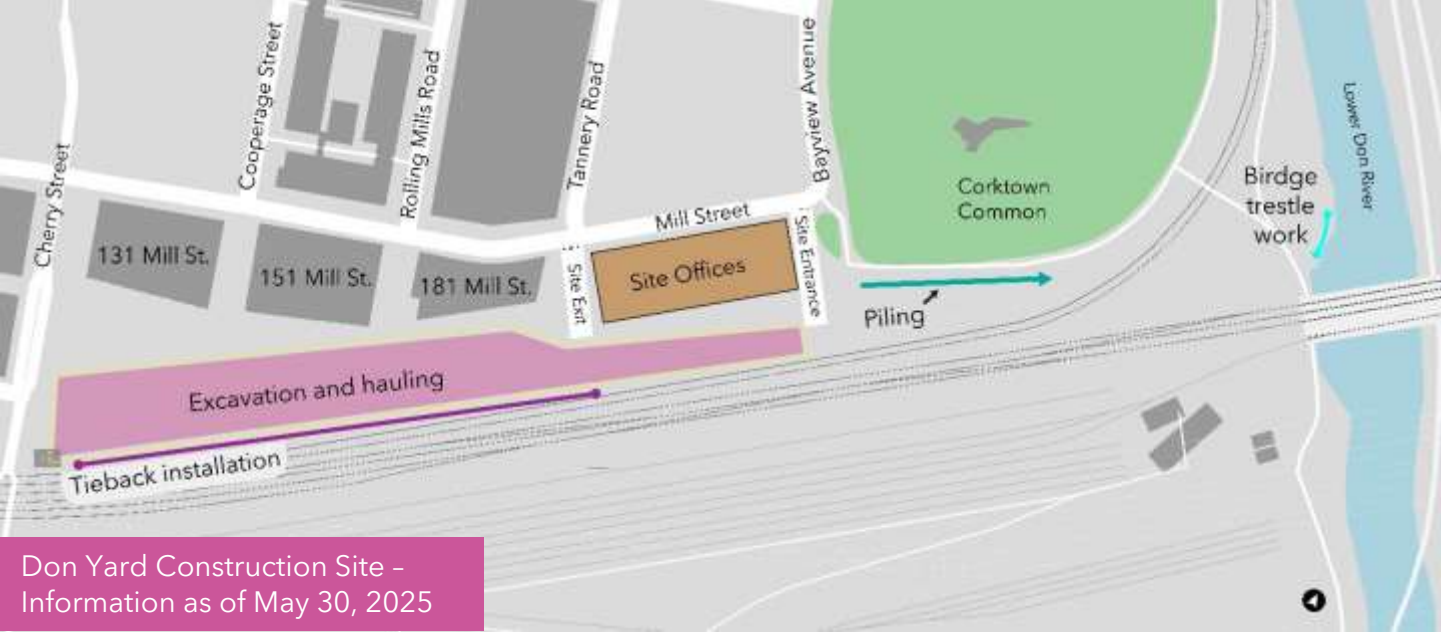 Cooperage Street
Rolling Mills Road
Tannery Road
Bayview Avenue
Lower Don River
Cherry Street
Corktown
Common
Birdge
trestle
work
Mill Street
131 Mill St.
151 Mill St.
181 Mill St.
Site Exit
Site Offices
Site Entrance
Piling
Excavation and hauling
Tieback installation
Don Yard Construction Site –
Information as of May 30, 2025